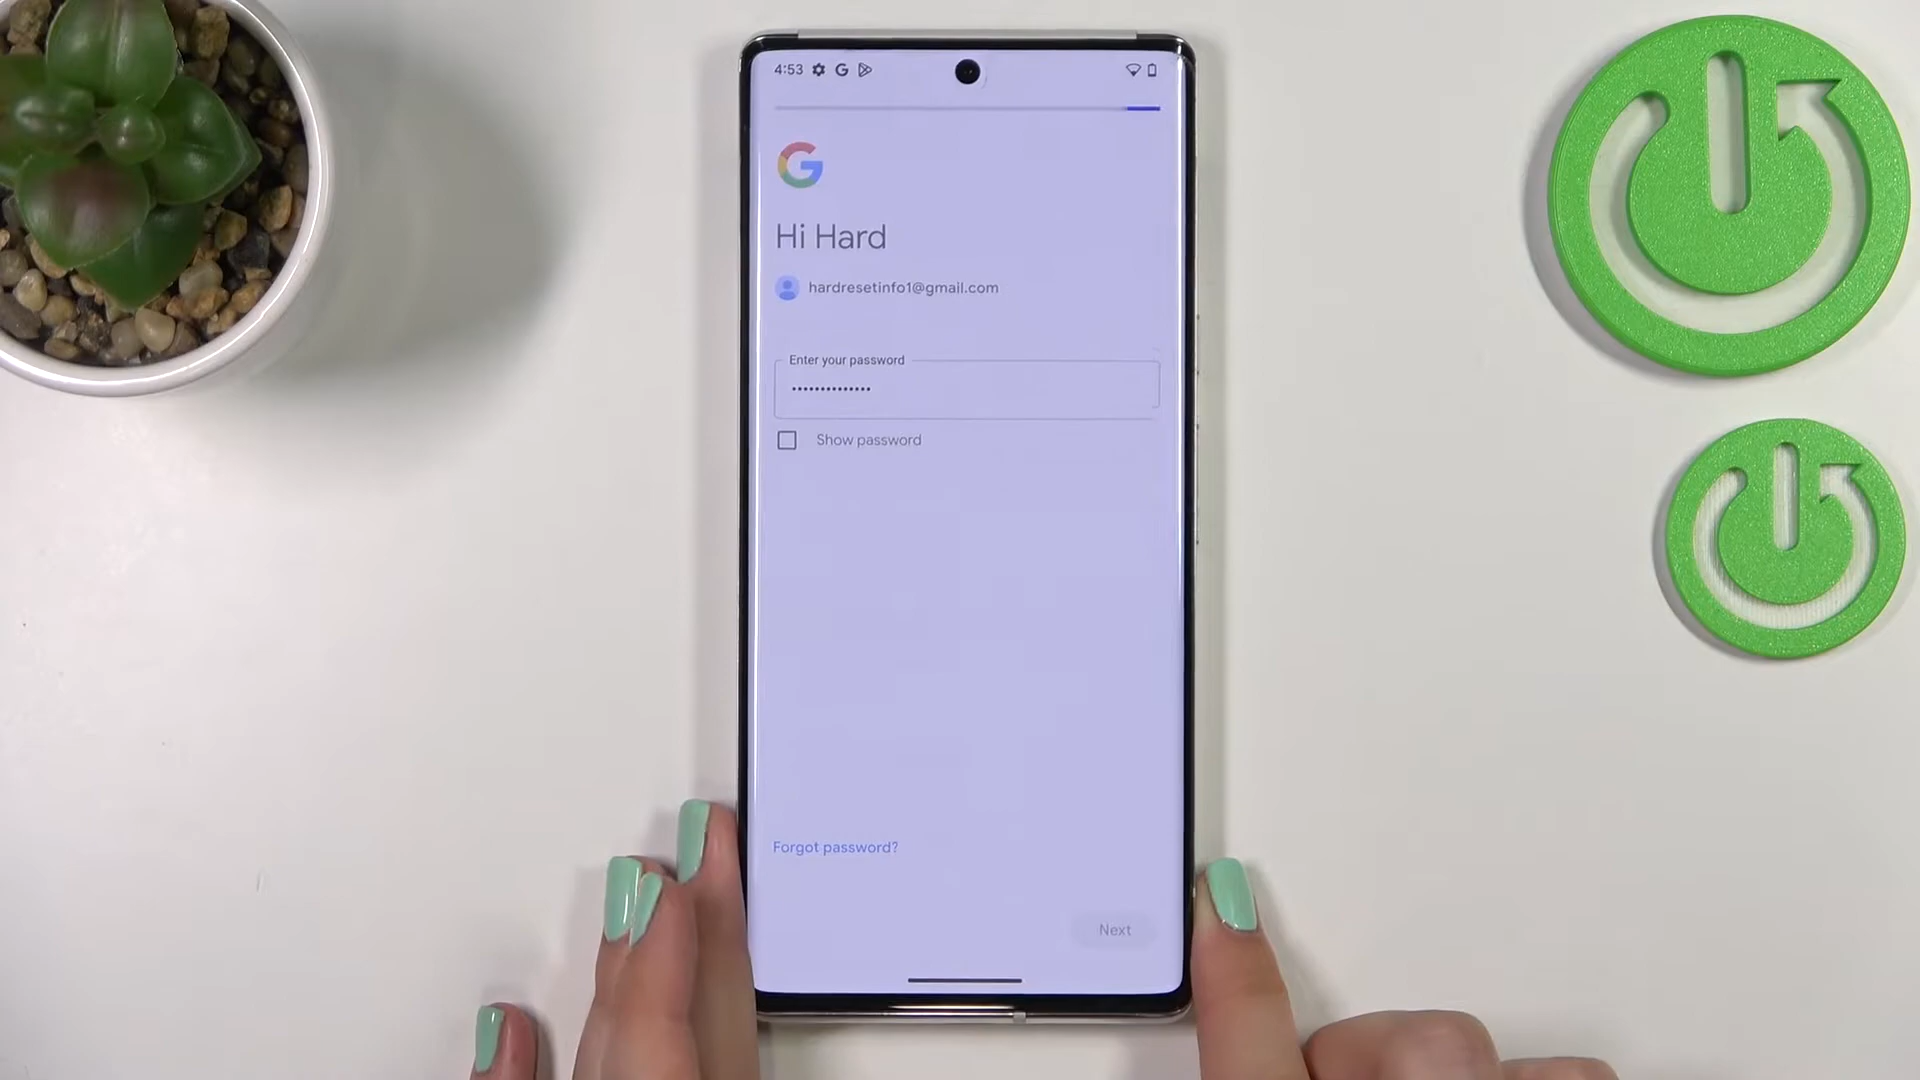 4:53
Hi Hard
hardresetinfo1@gmail.com
Enter your password
••••••••••••••
Show password
Forgot password?
Next